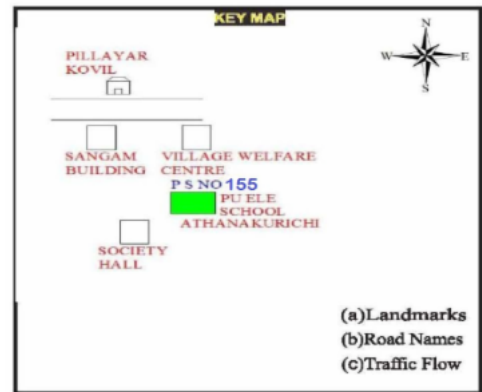 KEY MAP
N
W
E
S
PILLAYAR
KOVIL
SANGAM
BUILDING
VILLAGE WELFARE
CENTRE
P S NO 155
PU ELE
SCHOOL
ATHANAKURICHI
SOCIETY
HALL
(a)Landmarks
(b)Road Names
(c)Traffic Flow